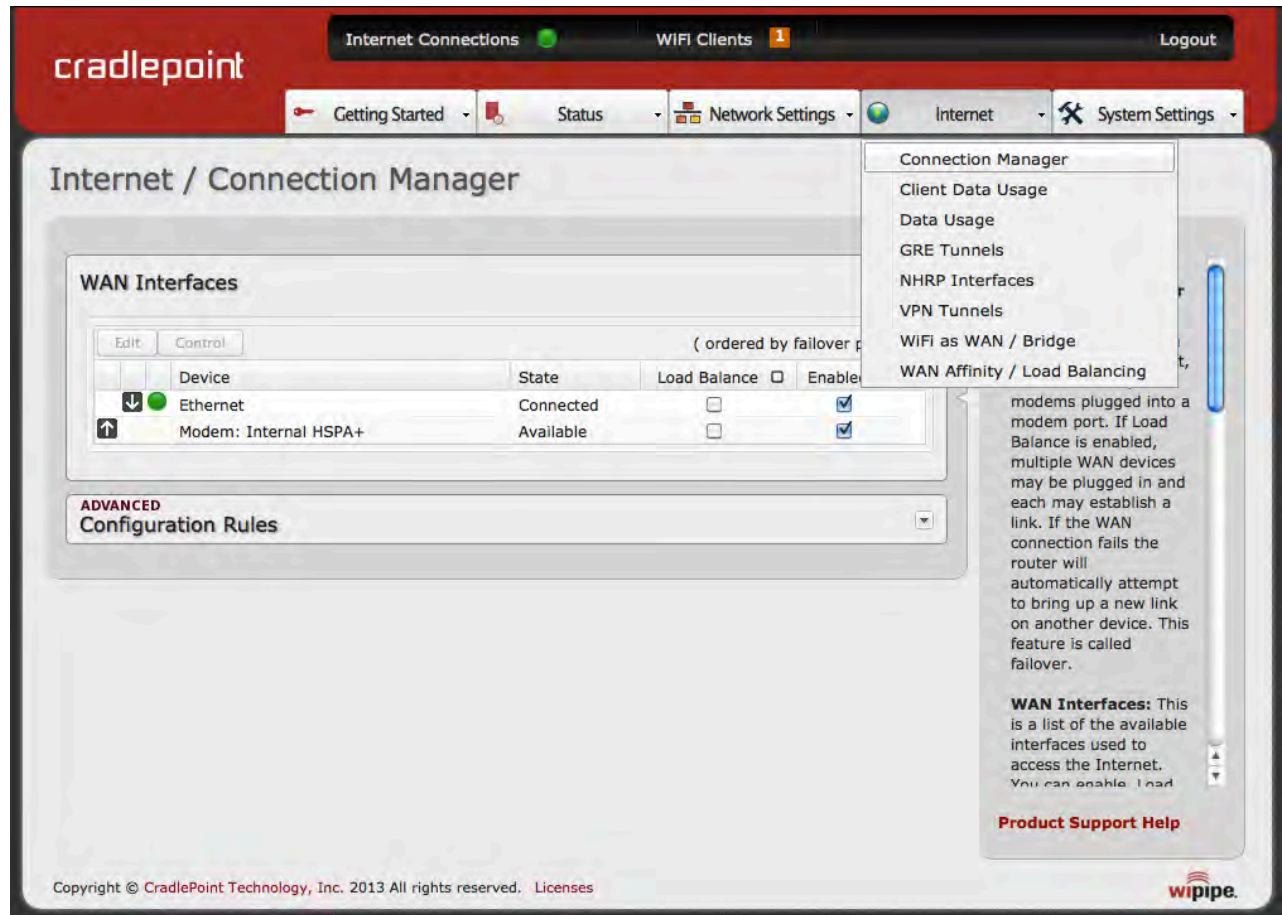 cradlepoint
Internet Connections
WiFi Clients 1
Logout
Getting Started
Status
Network Settings
Internet
System Settings
Internet / Connection Manager
Connection Manager
Client Data Usage
Data Usage
GRE Tunnels
NHRP Interfaces
VPN Tunnels
WiFi as WAN / Bridge
WAN Affinity / Load Balancing
WAN Interfaces
Edit Control ( ordered by failover
Device State Load Balance
Ethernet Connected
Modem: Internal HSPA+ Available
ADVANCED
Configuration Rules
modems plugged into a
modem port. If Load
Balance is enabled,
multiple WAN devices
may be plugged in and
each may establish a
link. If the WAN
connection fails the
router will
automatically attempt
to bring up a new link
on another device. This
feature is called
failover.
WAN Interfaces: This
is a list of the available
interfaces used to
access the Internet.
You can enable, Load
Product Support Help
Copyright © CradlePoint Technology, Inc. 2013 All rights reserved. Licenses
wipipe.